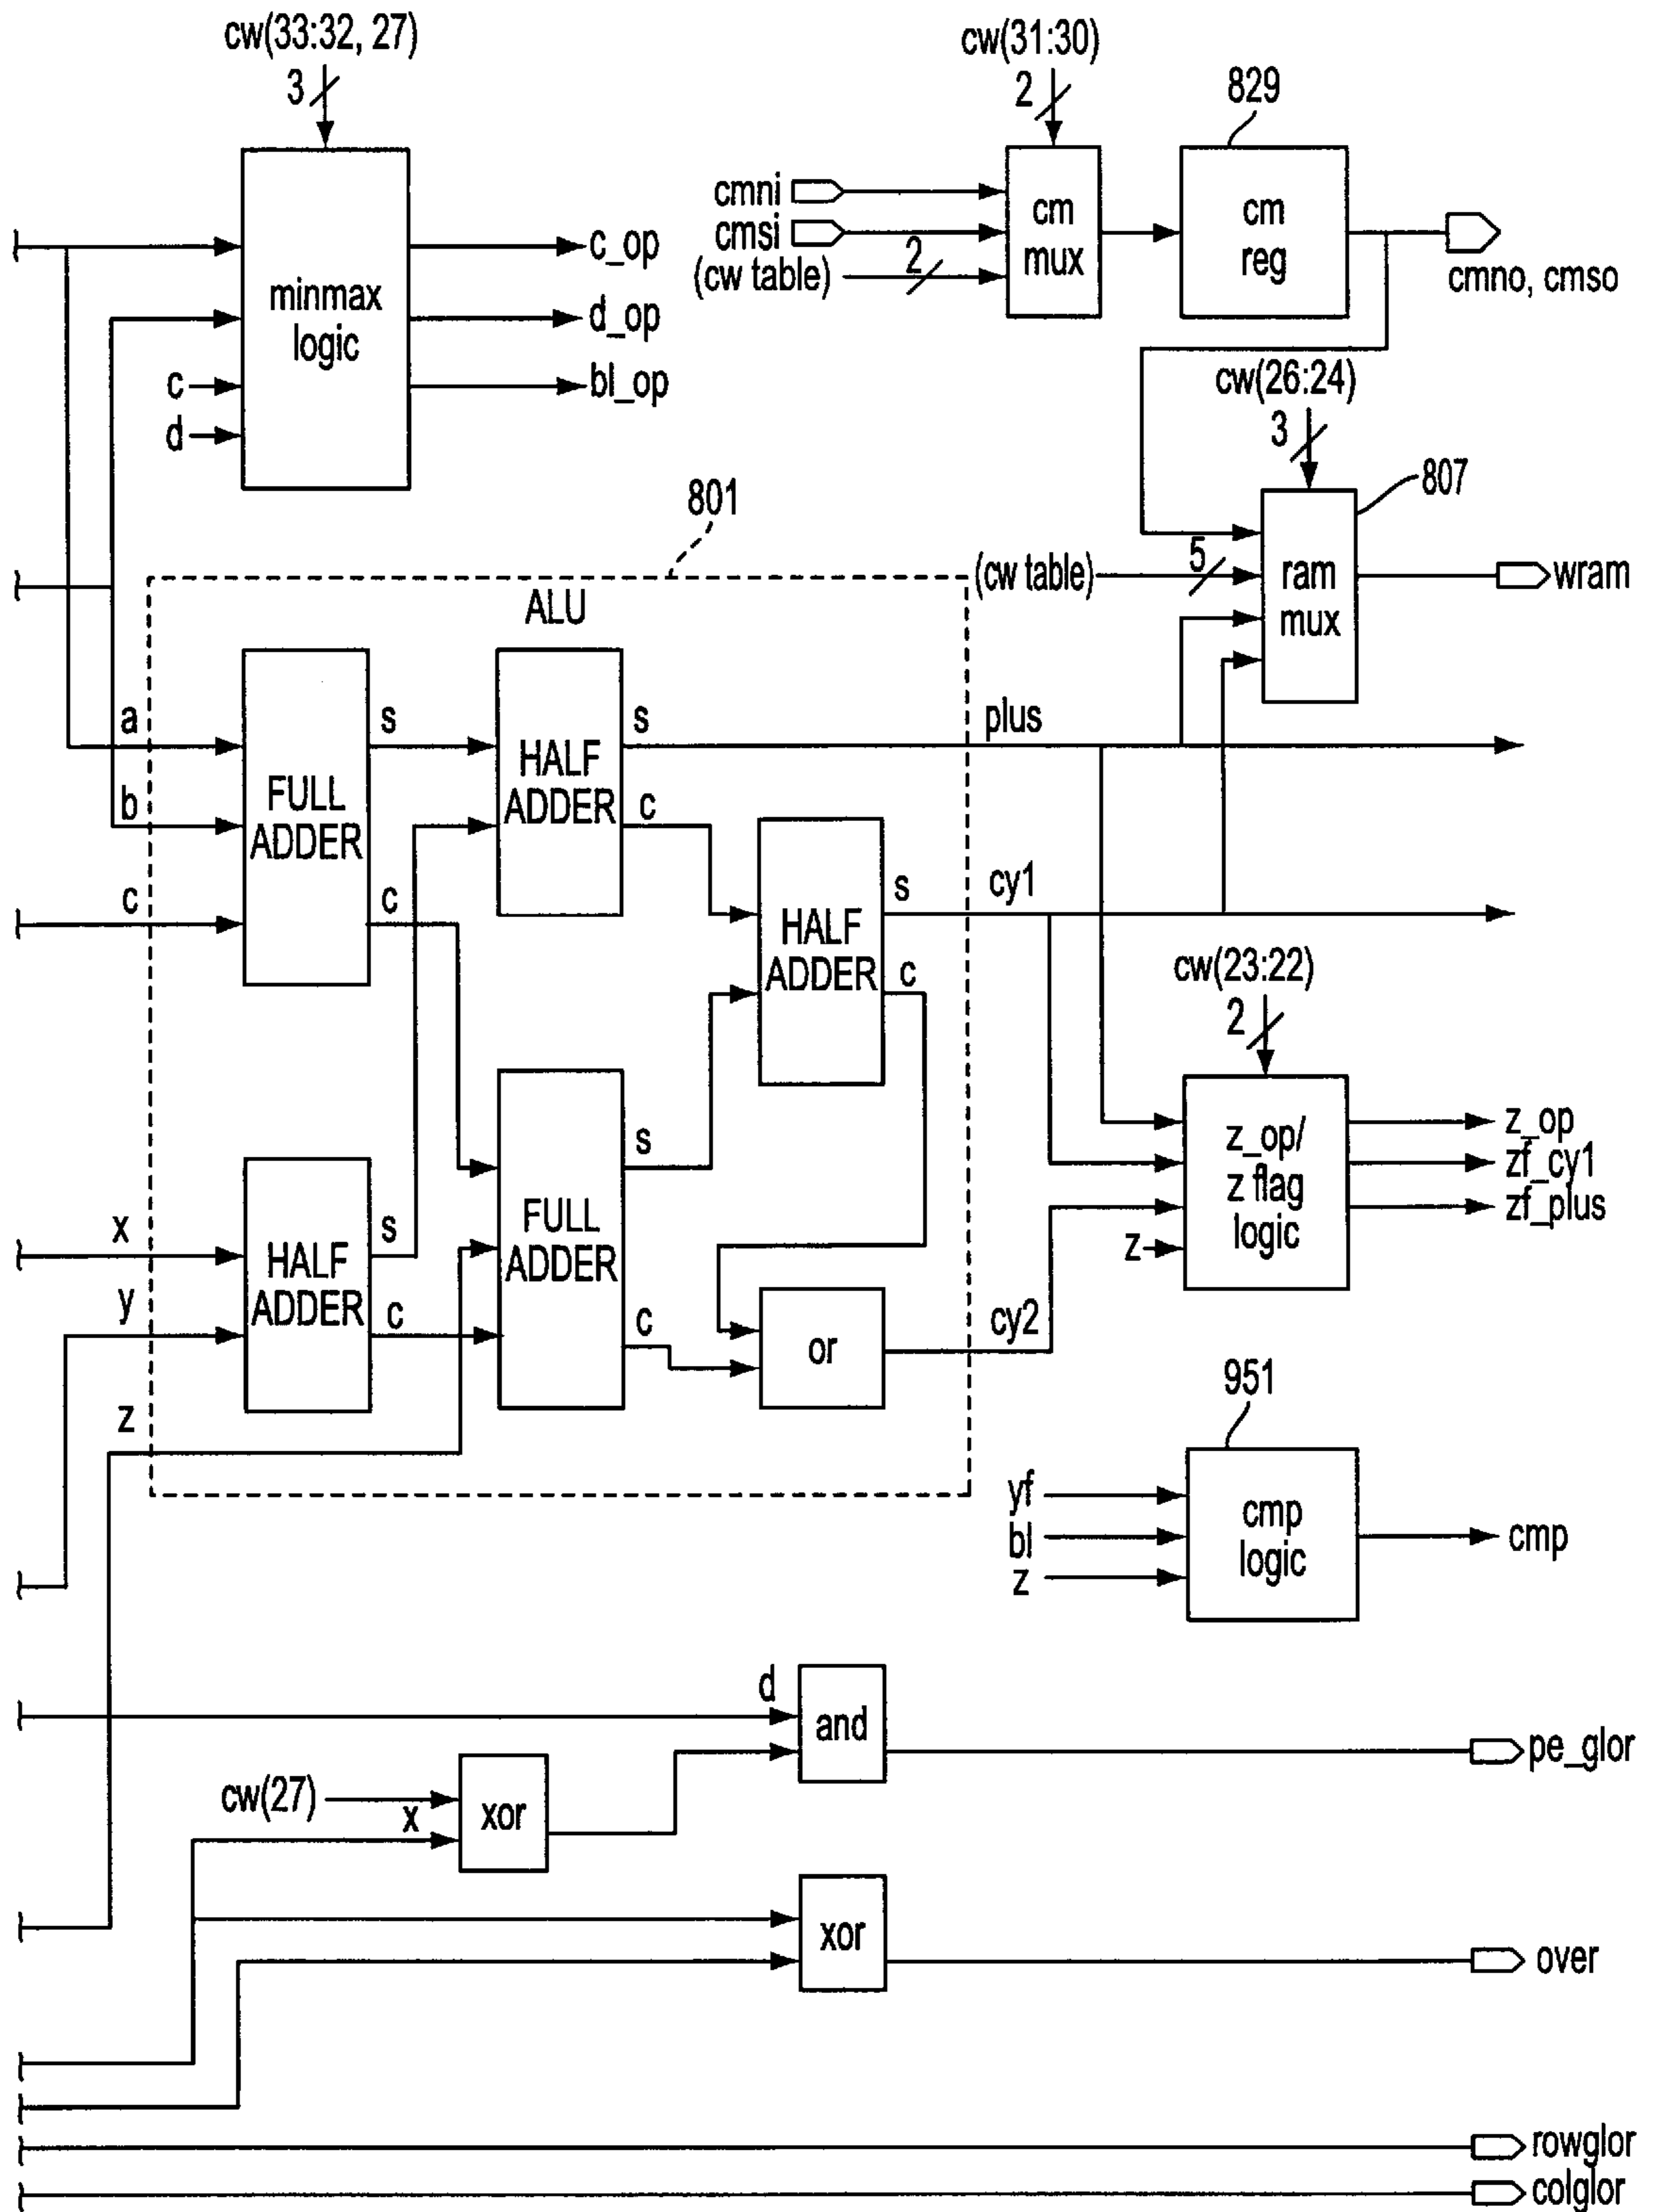 cw(33:32, 27)
3
minmax
logic
c
d
c_op
d_op
bl_op
cw(31:30)
2
cmni
cmsi
(cw table)
2
cm
mux
829
cm
reg
cmno, cmso
cw(26:24)
3
807
(cw table)
5
ram
mux
wram
801
ALU
a
b
c
FULL
ADDER
s
c
HALF
ADDER
s
c
plus
HALF
ADDER
s
c
cy1
x
y
z
HALF
ADDER
s
c
FULL
ADDER
s
c
or
cy2
cw(23:22)
2
z_op/
z flag
logic
z
z_op
zf_cy1
zf_plus
951
yf
bl
z
cmp
logic
cmp
d
and
pe_glor
cw(27)
x
xor
xor
over
rowglor
colglor